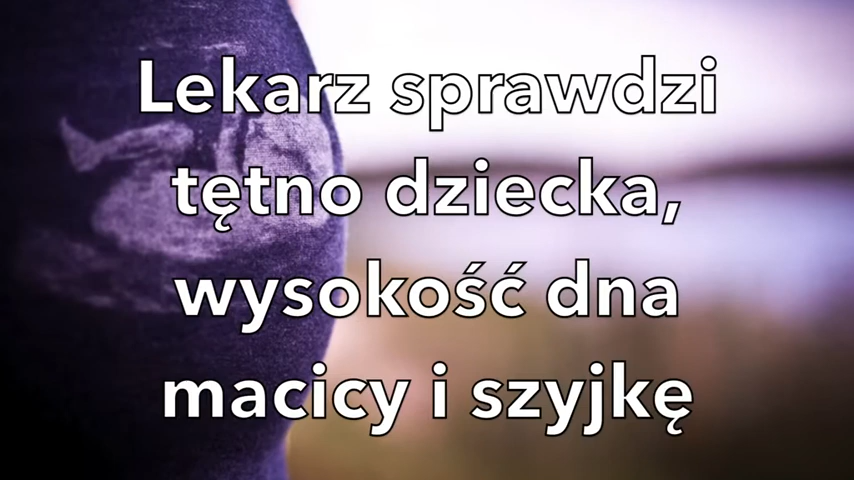 Lekarz sprawdzi
tętno dziecka,
wysokość dna
macicy i szyjkę